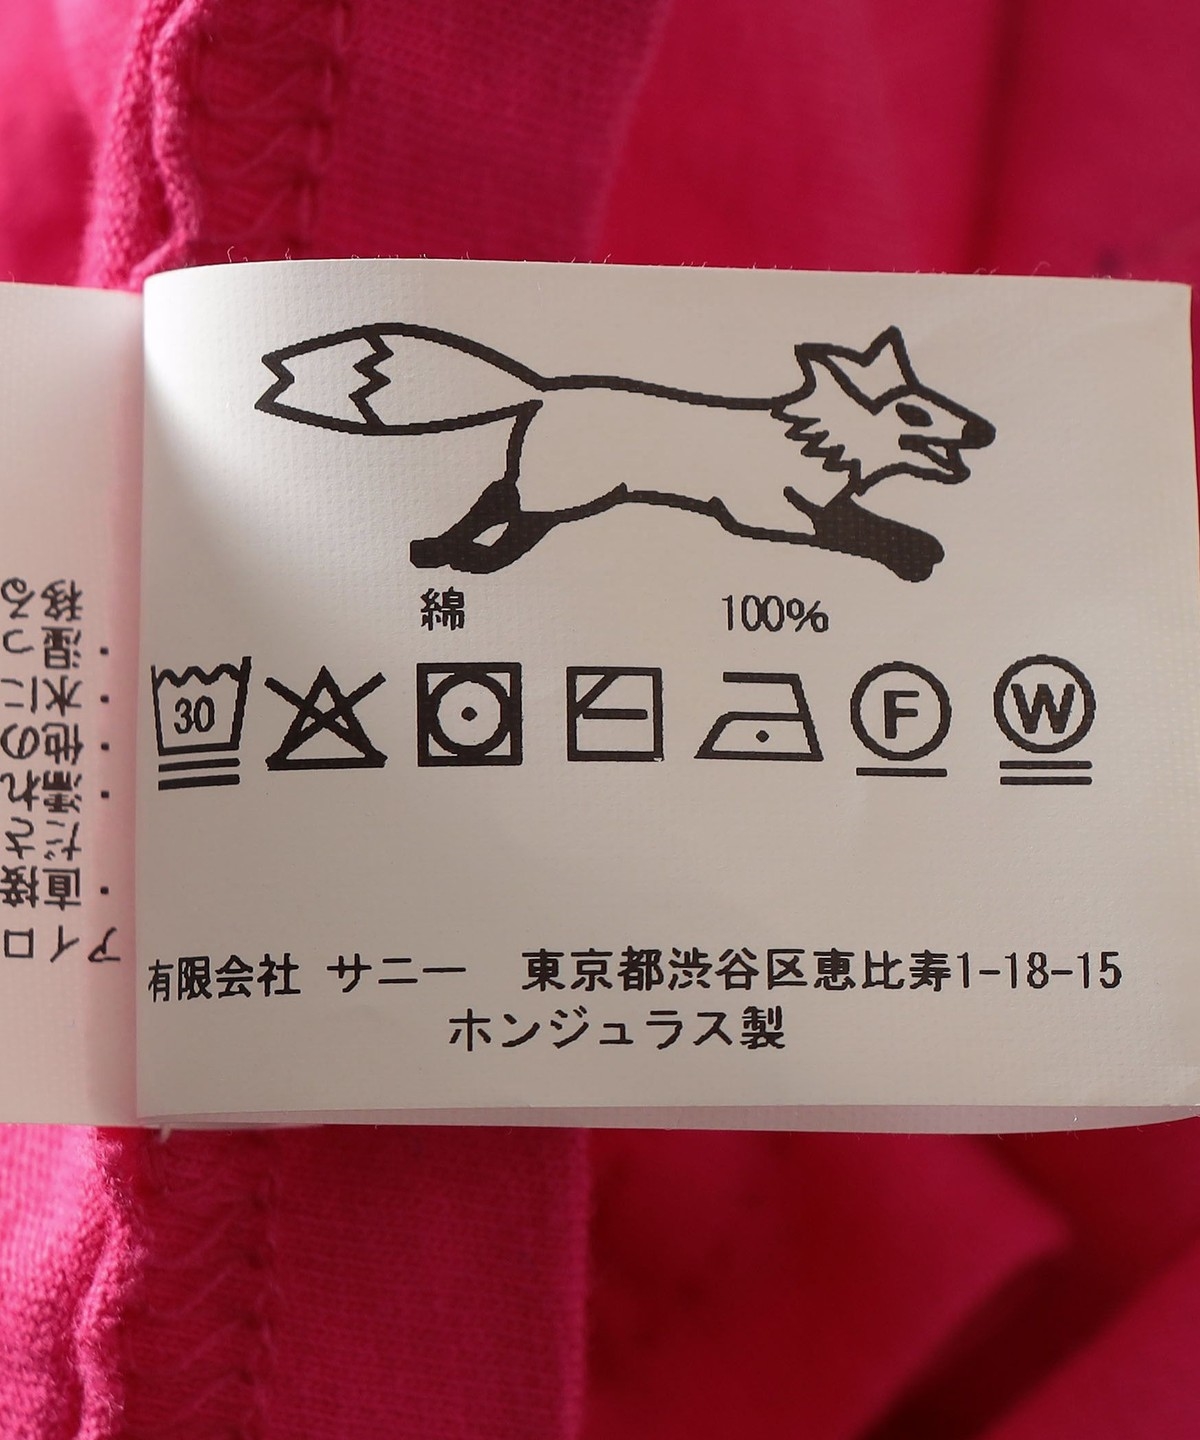 綿 100%
30
F W
有限会社 サニー 東京都渋谷区恵比寿1-18-15
ホンジュラス製